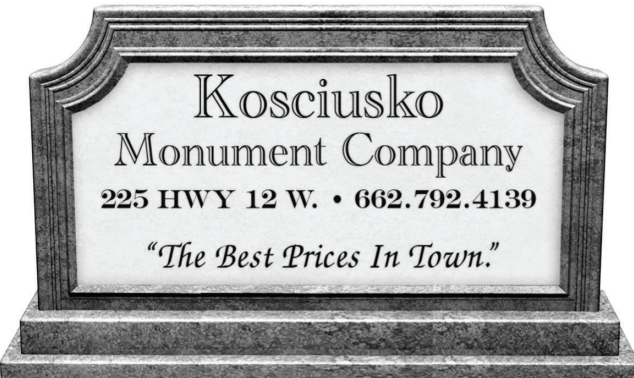 Kosciusko
Monument Company
225 HWY 12 W. • 662.792.4139
“The Best Prices In Town.”